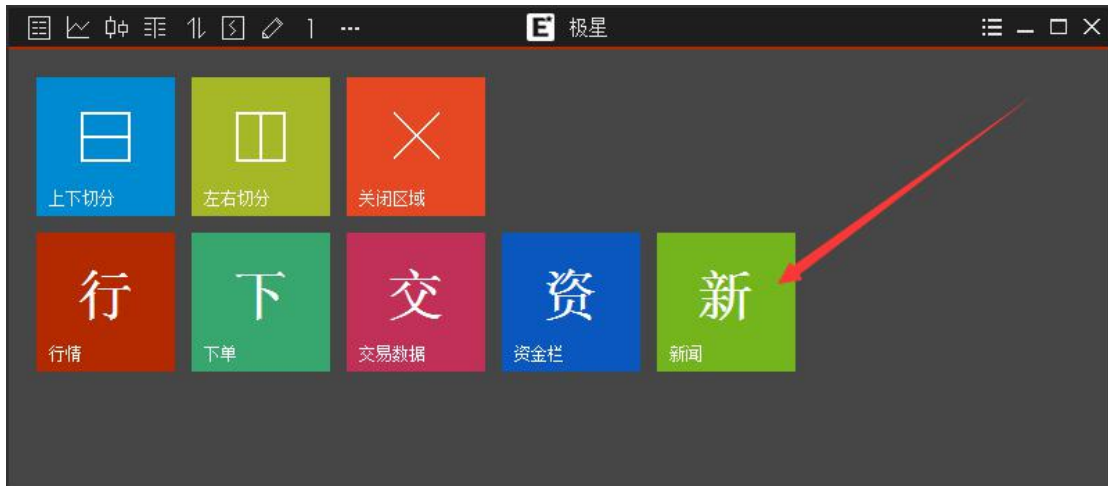 E 极星
上下切分
左右切分
关闭区域
行
下
交
资
新
行情
下单
交易数据
资金栏
新闻